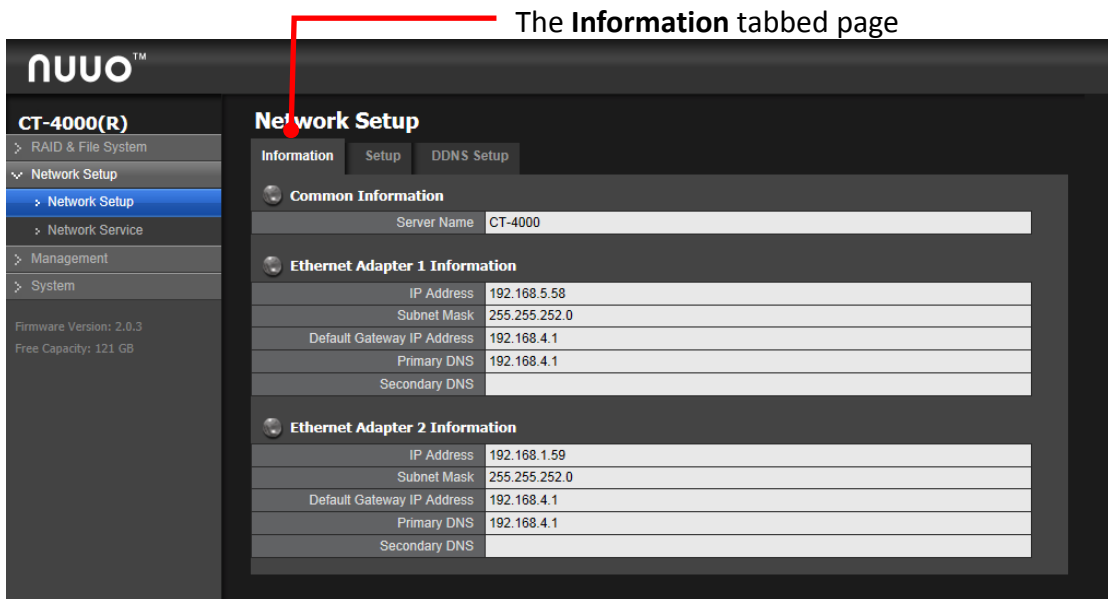 The Information tabbed page
nuuo™
CT-4000(R)
RAID & File System
Network Setup
Network Setup
Network Service
Management
System
Firmware Version: 2.0.3
Free Capacity: 121 GB
Network Setup
Information Setup DDNS Setup
Common Information
Server Name CT-4000
Ethernet Adapter 1 Information
IP Address 192.168.5.58
Subnet Mask 255.255.252.0
Default Gateway IP Address 192.168.4.1
Primary DNS 192.168.4.1
Secondary DNS
Ethernet Adapter 2 Information
IP Address 192.168.1.59
Subnet Mask 255.255.252.0
Default Gateway IP Address 192.168.4.1
Primary DNS 192.168.4.1
Secondary DNS